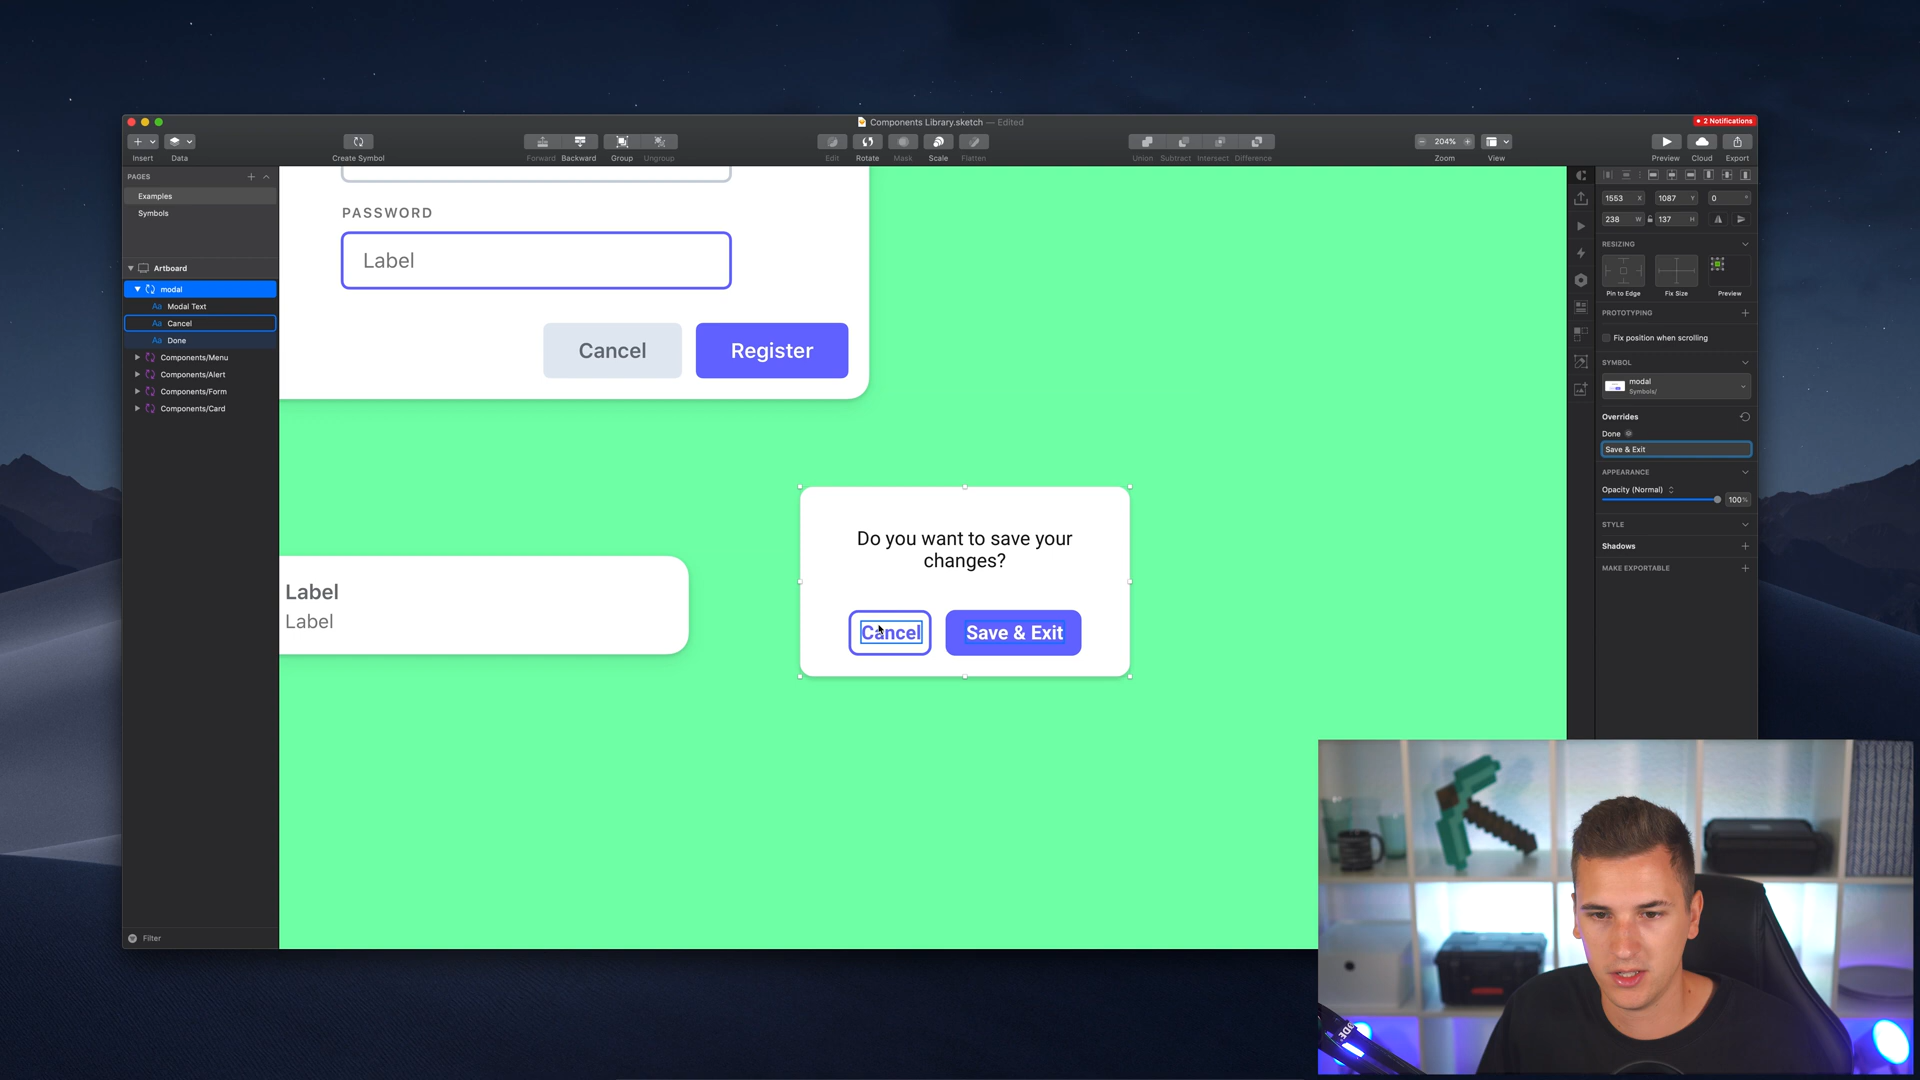 Components Library.sketch — Edited
2 Notifications
204%
Insert
Data
Create Symbol
Forward
Backward
Group
Ungroup
Edit
Rotate
Mask
Scale
Flatten
Union
Subtract
Intersect
Difference
Zoom
View
Preview
Cloud
Export
PAGES
Examples
Symbols
Artboard
modal
Aa Modal Text
Aa Cancel
Aa Done
Components/Menu
Components/Alert
Components/Form
Components/Card
Filter
PASSWORD
Label
Cancel
Register
Label
Label
Do you want to save your
changes?
Cancel
Save & Exit
1553 X
1087 Y
0 °
238 W
137 H
RESIZING
Pin to Edge
Fix Size
Preview
PROTOTYPING
Fix position when scrolling
SYMBOL
modal
Symbols/
Overrides
Done
Save & Exit
APPEARANCE
Opacity (Normal)
100%
STYLE
Shadows
MAKE EXPORTABLE